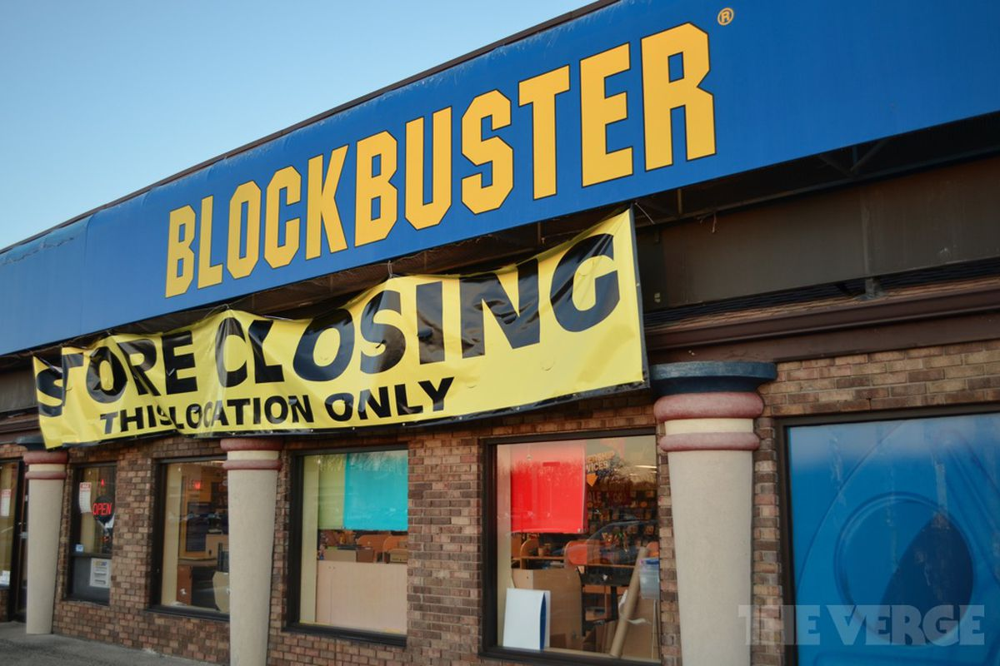 BLOCKBUSTER®
STORE CLOSING
THIS LOCATION ONLY
OPEN
THE VERGE